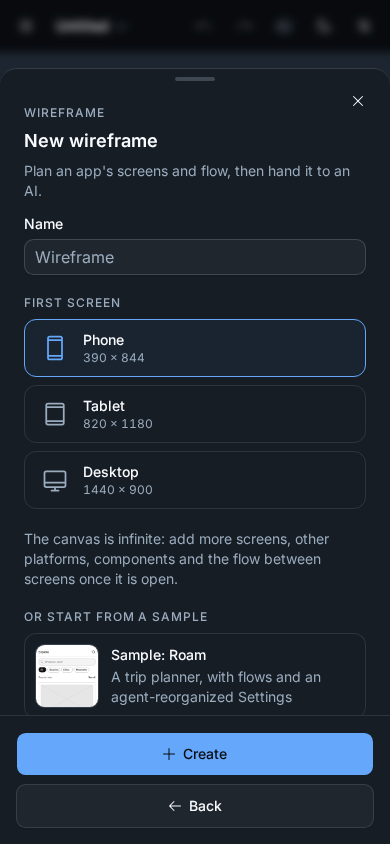 WIREFRAME
New wireframe
Plan an app's screens and flow, then hand it to an
AI.
Name
Wireframe
FIRST SCREEN
Phone
390 × 844
Tablet
820 × 1180
Desktop
1440 × 900
The canvas is infinite: add more screens, other
platforms, components and the flow between
screens once it is open.
OR START FROM A SAMPLE
Sample: Roam
A trip planner, with flows and an
agent-reorganized Settings
Create
Back